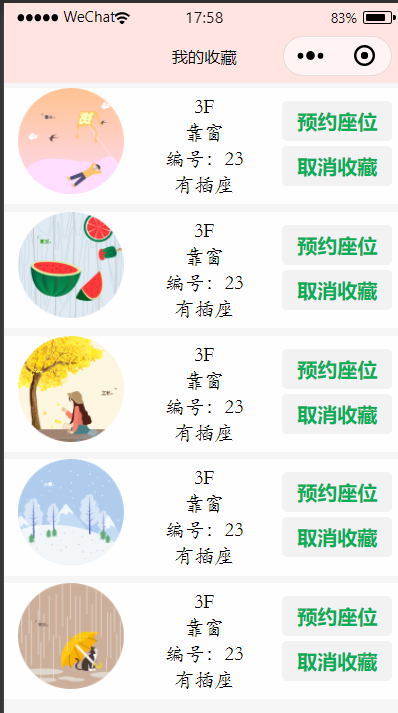 WeChat 17:58 83%
我的收藏
3F
靠窗
编号：23
有插座
预约座位
取消收藏
3F
靠窗
编号：23
有插座
预约座位
取消收藏
3F
靠窗
编号：23
有插座
预约座位
取消收藏
3F
靠窗
编号：23
有插座
预约座位
取消收藏
3F
靠窗
编号：23
有插座
预约座位
取消收藏